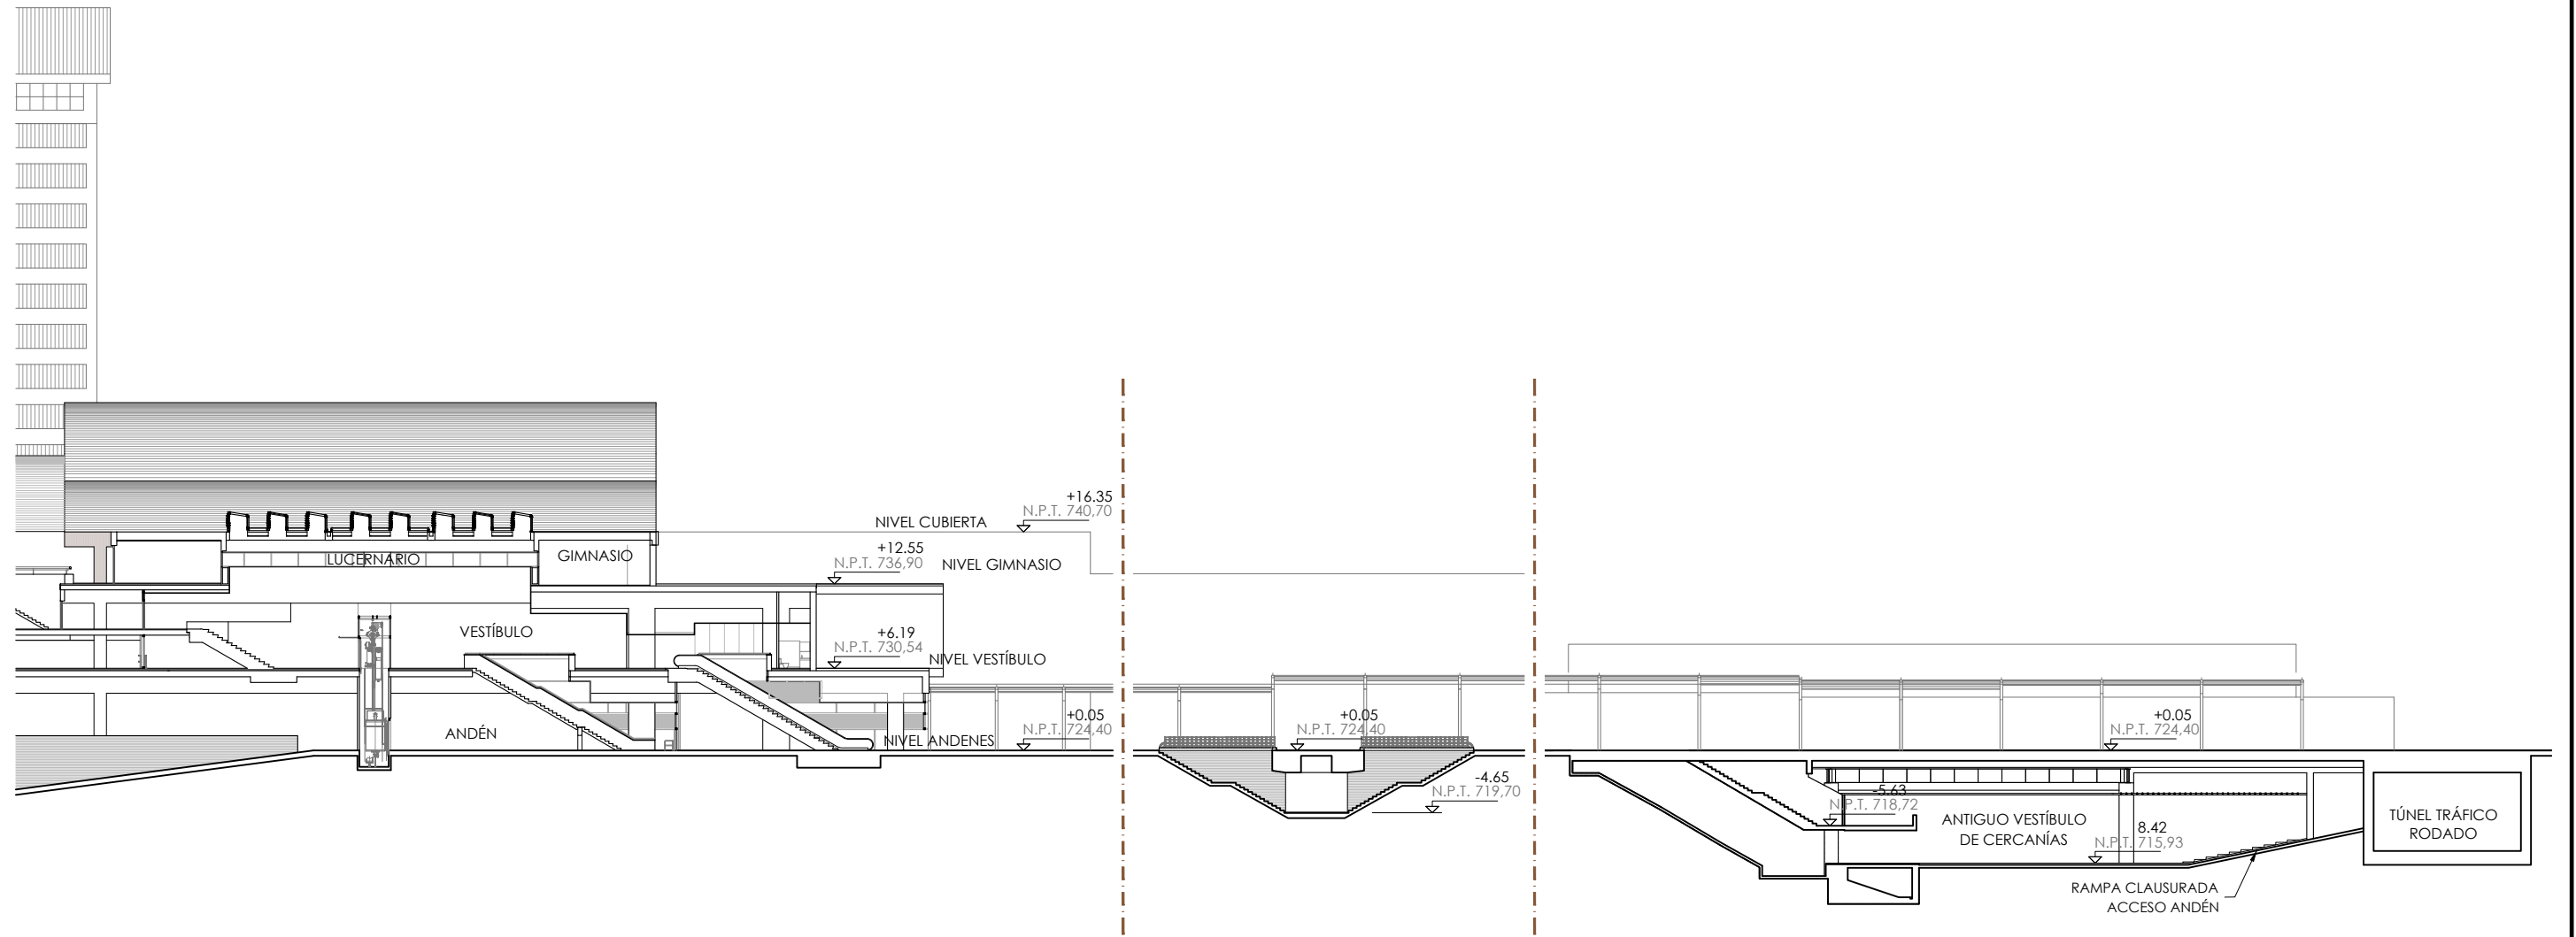 +16.35
N.P.T. 740,70
NIVEL CUBIERTA
+12.55
N.P.T. 736,90
NIVEL GIMNASIO
LUCERNARIO
GIMNASIO
VESTÍBULO
+6.19
N.P.T. 730,54
NIVEL VESTÍBULO
ANDÉN
+0.05
N.P.T. 724,40
NIVEL ANDENES
+0.05
N.P.T. 724,40
-4.65
N.P.T. 719,70
+0.05
N.P.T. 724,40
-5.63
N.P.T. 718,72
ANTIGUO VESTÍBULO
DE CERCANÍAS
8.42
N.P.T. 715,93
TÚNEL TRÁFICO
RODADO
RAMPA CLAUSURADA
ACCESO ANDÉN